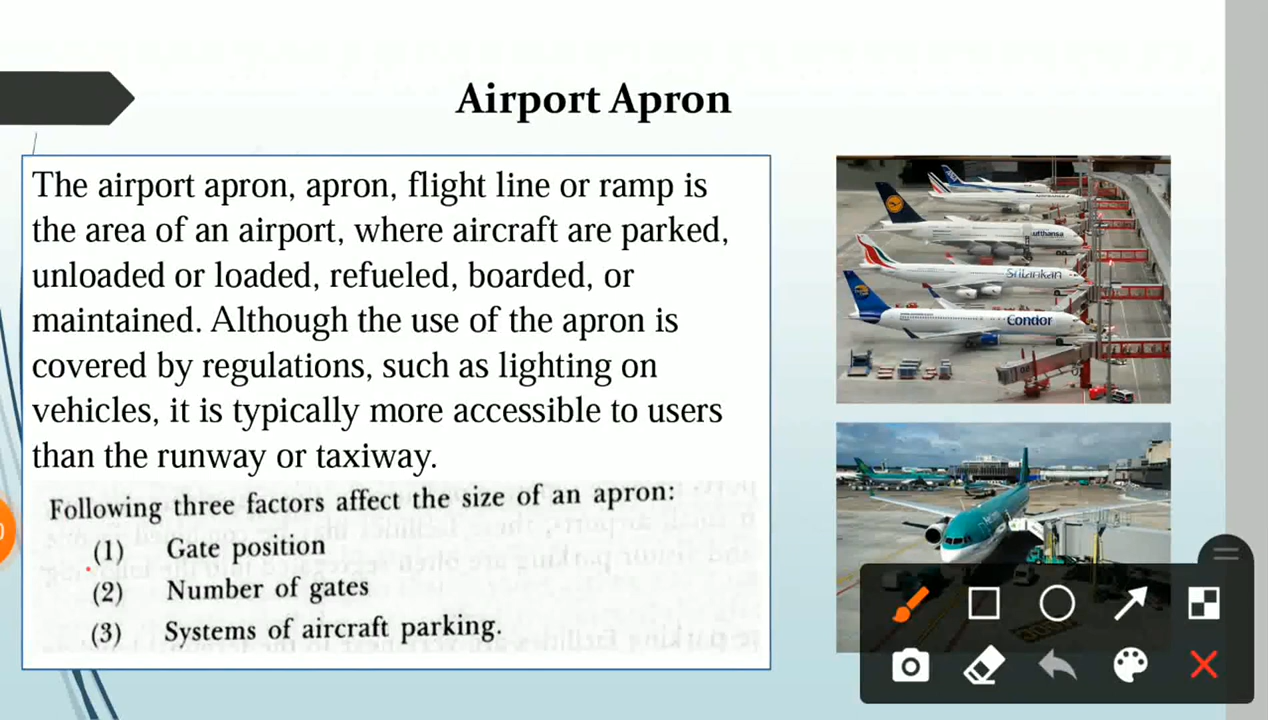 Airport Apron
The airport apron, apron, flight line or ramp is
the area of an airport, where aircraft are parked,
unloaded or loaded, refueled, boarded, or
maintained. Although the use of the apron is
covered by regulations, such as lighting on
vehicles, it is typically more accessible to users
than the runway or taxiway.
Following three factors affect the size of an apron:
(1) Gate position
(2) Number of gates
(3) Systems of aircraft parking.
Lufthansa
SriLankan
Condor